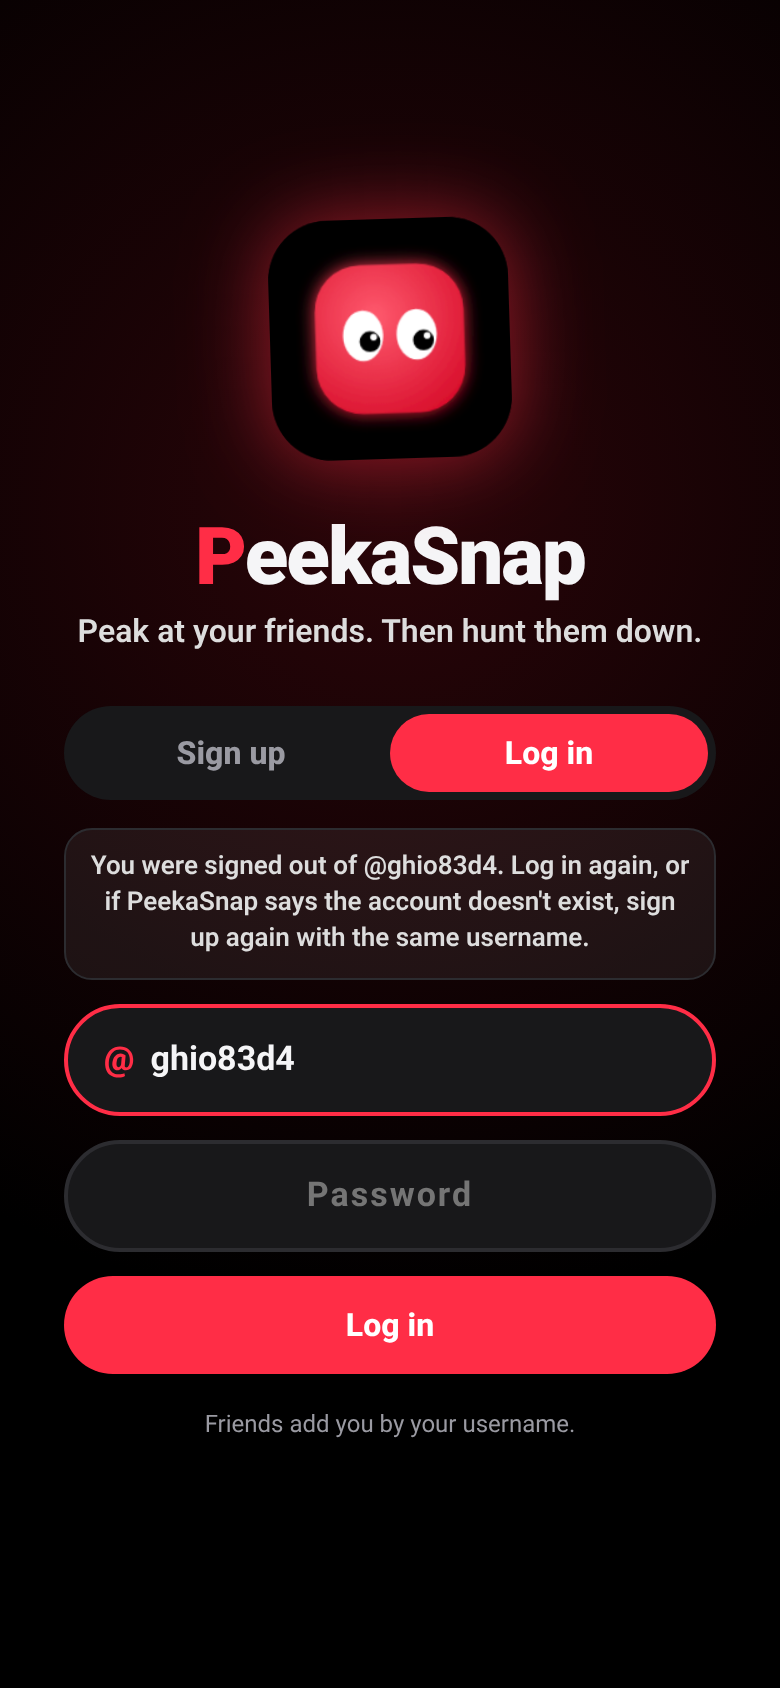 PeekaSnap
Peak at your friends. Then hunt them down.
Sign up
Log in
You were signed out of @ghio83d4. Log in again, or
if PeekaSnap says the account doesn't exist, sign
up again with the same username.
@ ghio83d4
Password
Log in
Friends add you by your username.